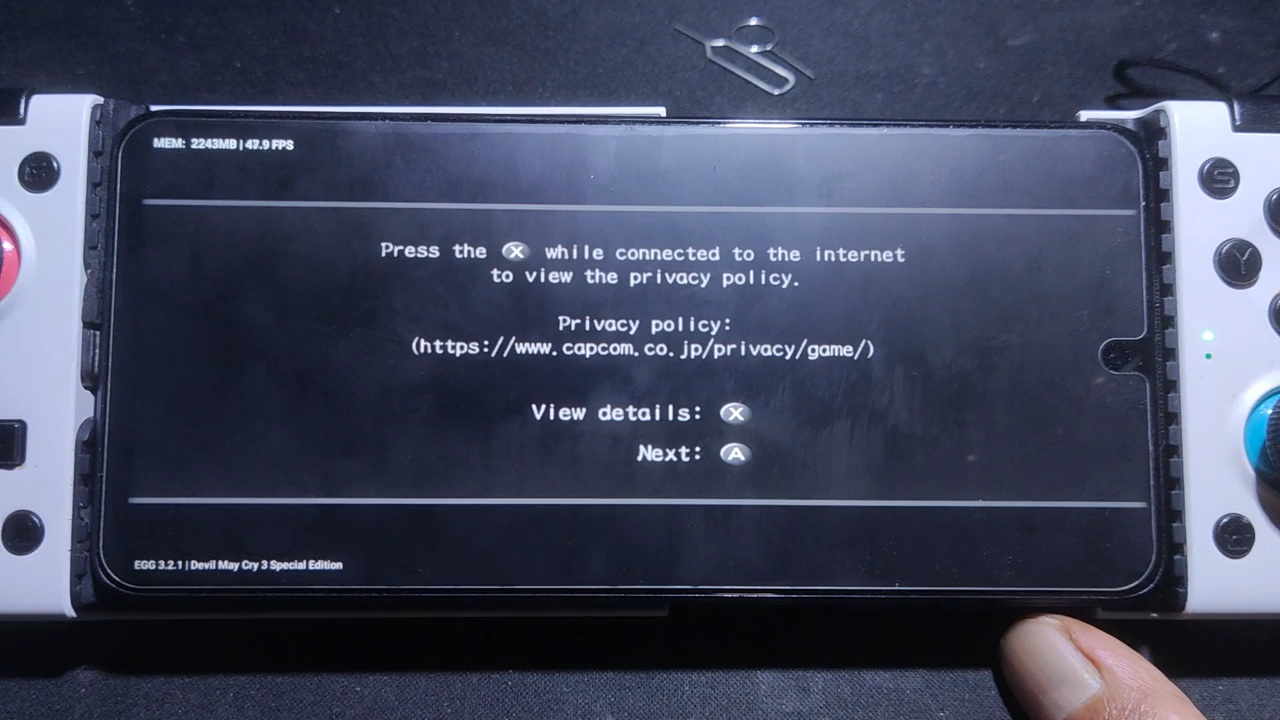 MEM: 2243MB | 47.9 FPS
Press the X while connected to the internet
to view the privacy policy.
Privacy policy:
(https://www.capcom.co.jp/privacy/game/)
View details: X
Next: A
EGG 3.2.1 | Devil May Cry 3 Special Edition
S
Y